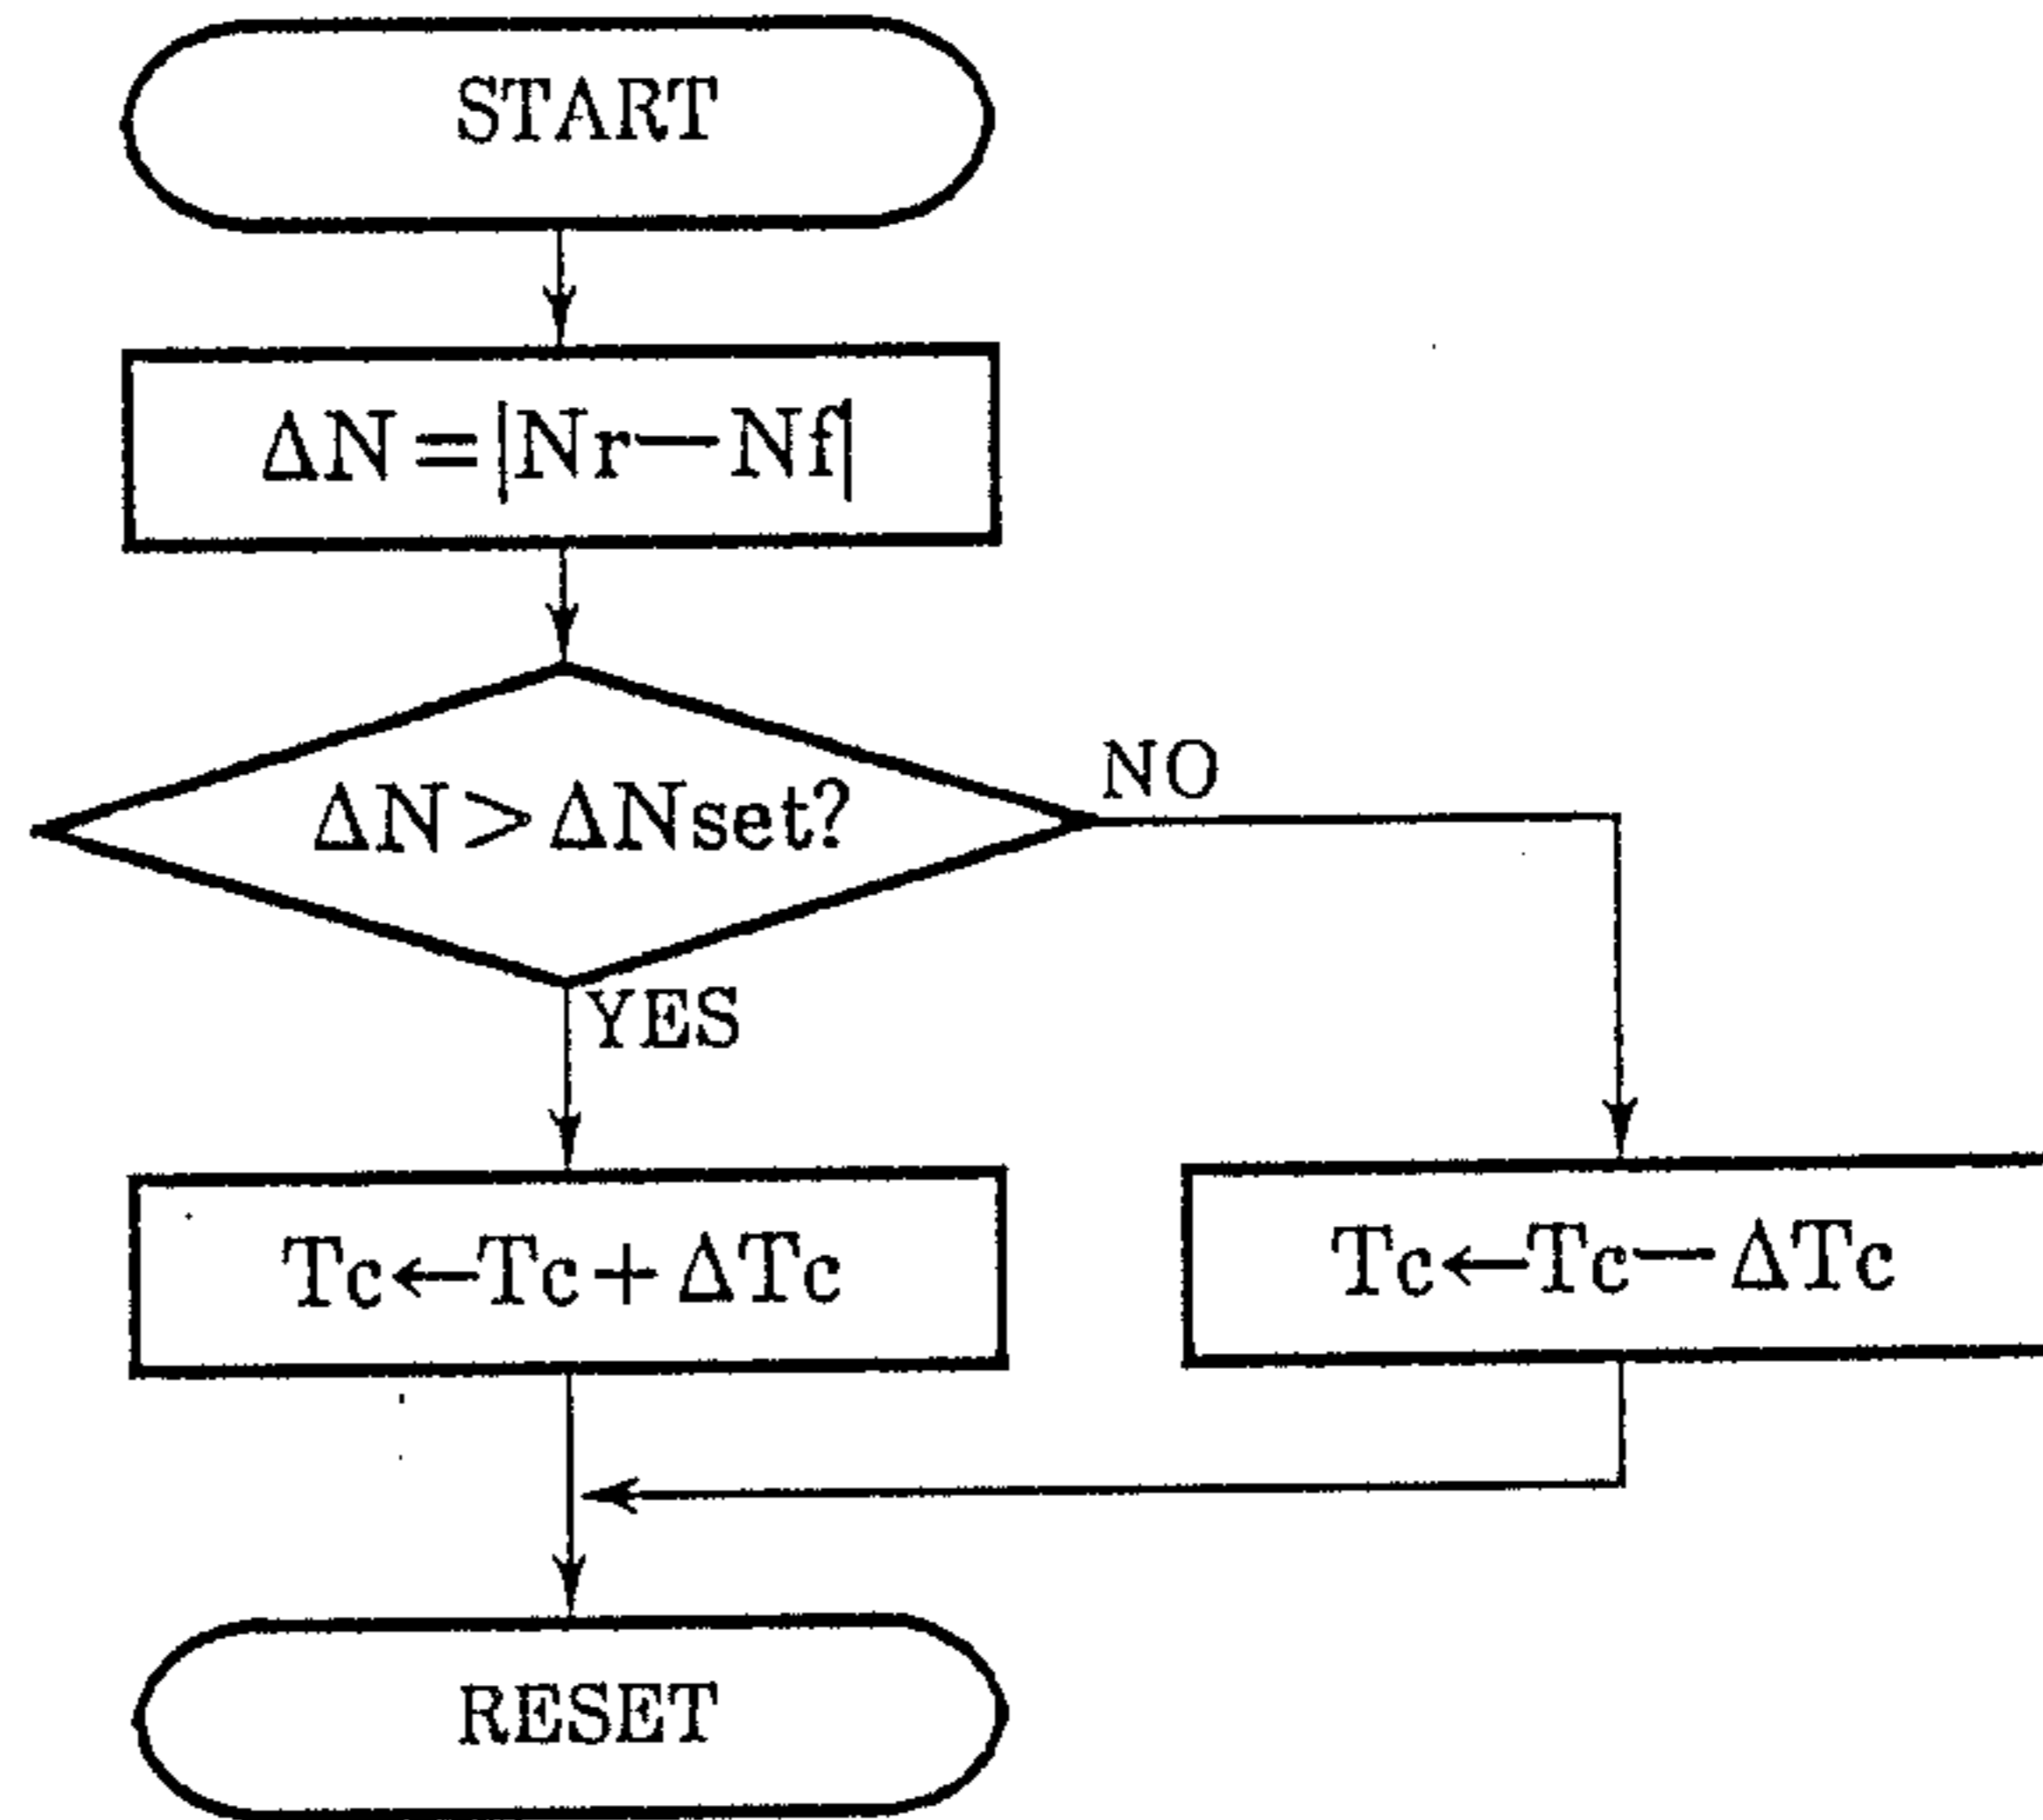 START
ΔN=|Nr−Nf|
ΔN>ΔNset?
NO
YES
Tc←Tc+ΔTc
Tc←Tc−ΔTc
RESET